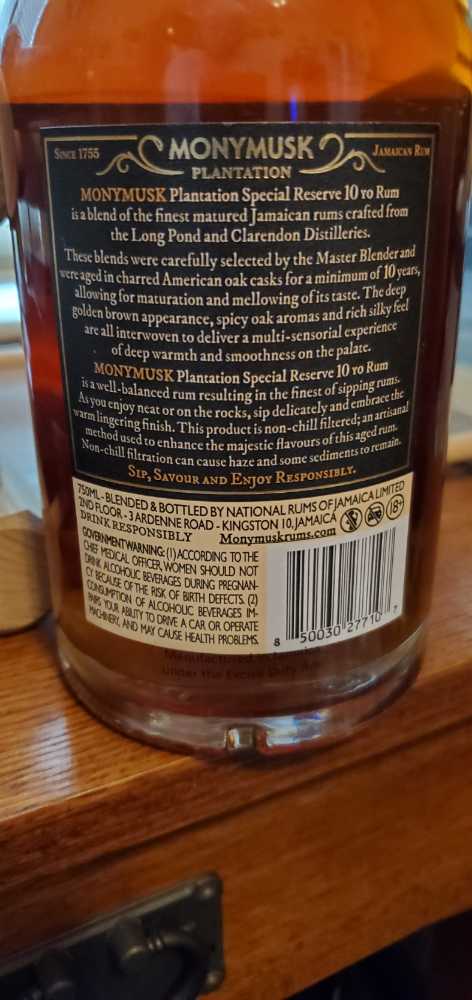 SINCE 1755
MONYMUSK
JAMAICAN RUM
PLANTATION
MONYMUSK Plantation Special Reserve 10 yo Rum
is a blend of the finest matured Jamaican rums crafted from
the Long Pond and Clarendon Distilleries.
These blends were carefully selected by the Master Blender and
were aged in charred American oak casks for a minimum of 10 years,
allowing for maturation and mellowing of its taste. The deep
golden brown appearance, spicy oak aromas and rich silky feel
are all interwoven to deliver a multi-sensorial experience
of deep warmth and smoothness on the palate.
MONYMUSK Plantation Special Reserve 10 yo Rum
is a well-balanced rum resulting in the finest of sipping rums.
As you enjoy neat or on the rocks, sip delicately and embrace the
warm lingering finish. This product is non-chill filtered; an artisanal
method used to enhance the majestic flavours of this aged rum.
Non-chill filtration can cause haze and some sediments to remain.
SIP, SAVOUR AND ENJOY RESPONSIBLY.
750ML - BLENDED & BOTTLED BY NATIONAL RUMS OF JAMAICA LIMITED
2ND FLOOR - 3 ARDENNE ROAD - KINGSTON 10, JAMAICA
18+
DRINK RESPONSIBLY Monymuskrums.com
GOVERNMENT WARNING: (1) ACCORDING TO THE
CHIEF MEDICAL OFFICER, WOMEN SHOULD NOT
DRINK ALCOHOLIC BEVERAGES DURING PREGNAN-
CY BECAUSE OF THE RISK OF BIRTH DEFECTS. (2)
CONSUMPTION OF ALCOHOLIC BEVERAGES IM-
PAIRS YOUR ABILITY TO DRIVE A CAR OR OPERATE
MACHINERY, AND MAY CAUSE HEALTH PROBLEMS.
8 50030 27710 7
Manufactured in Jamaica
under the Excise Duty